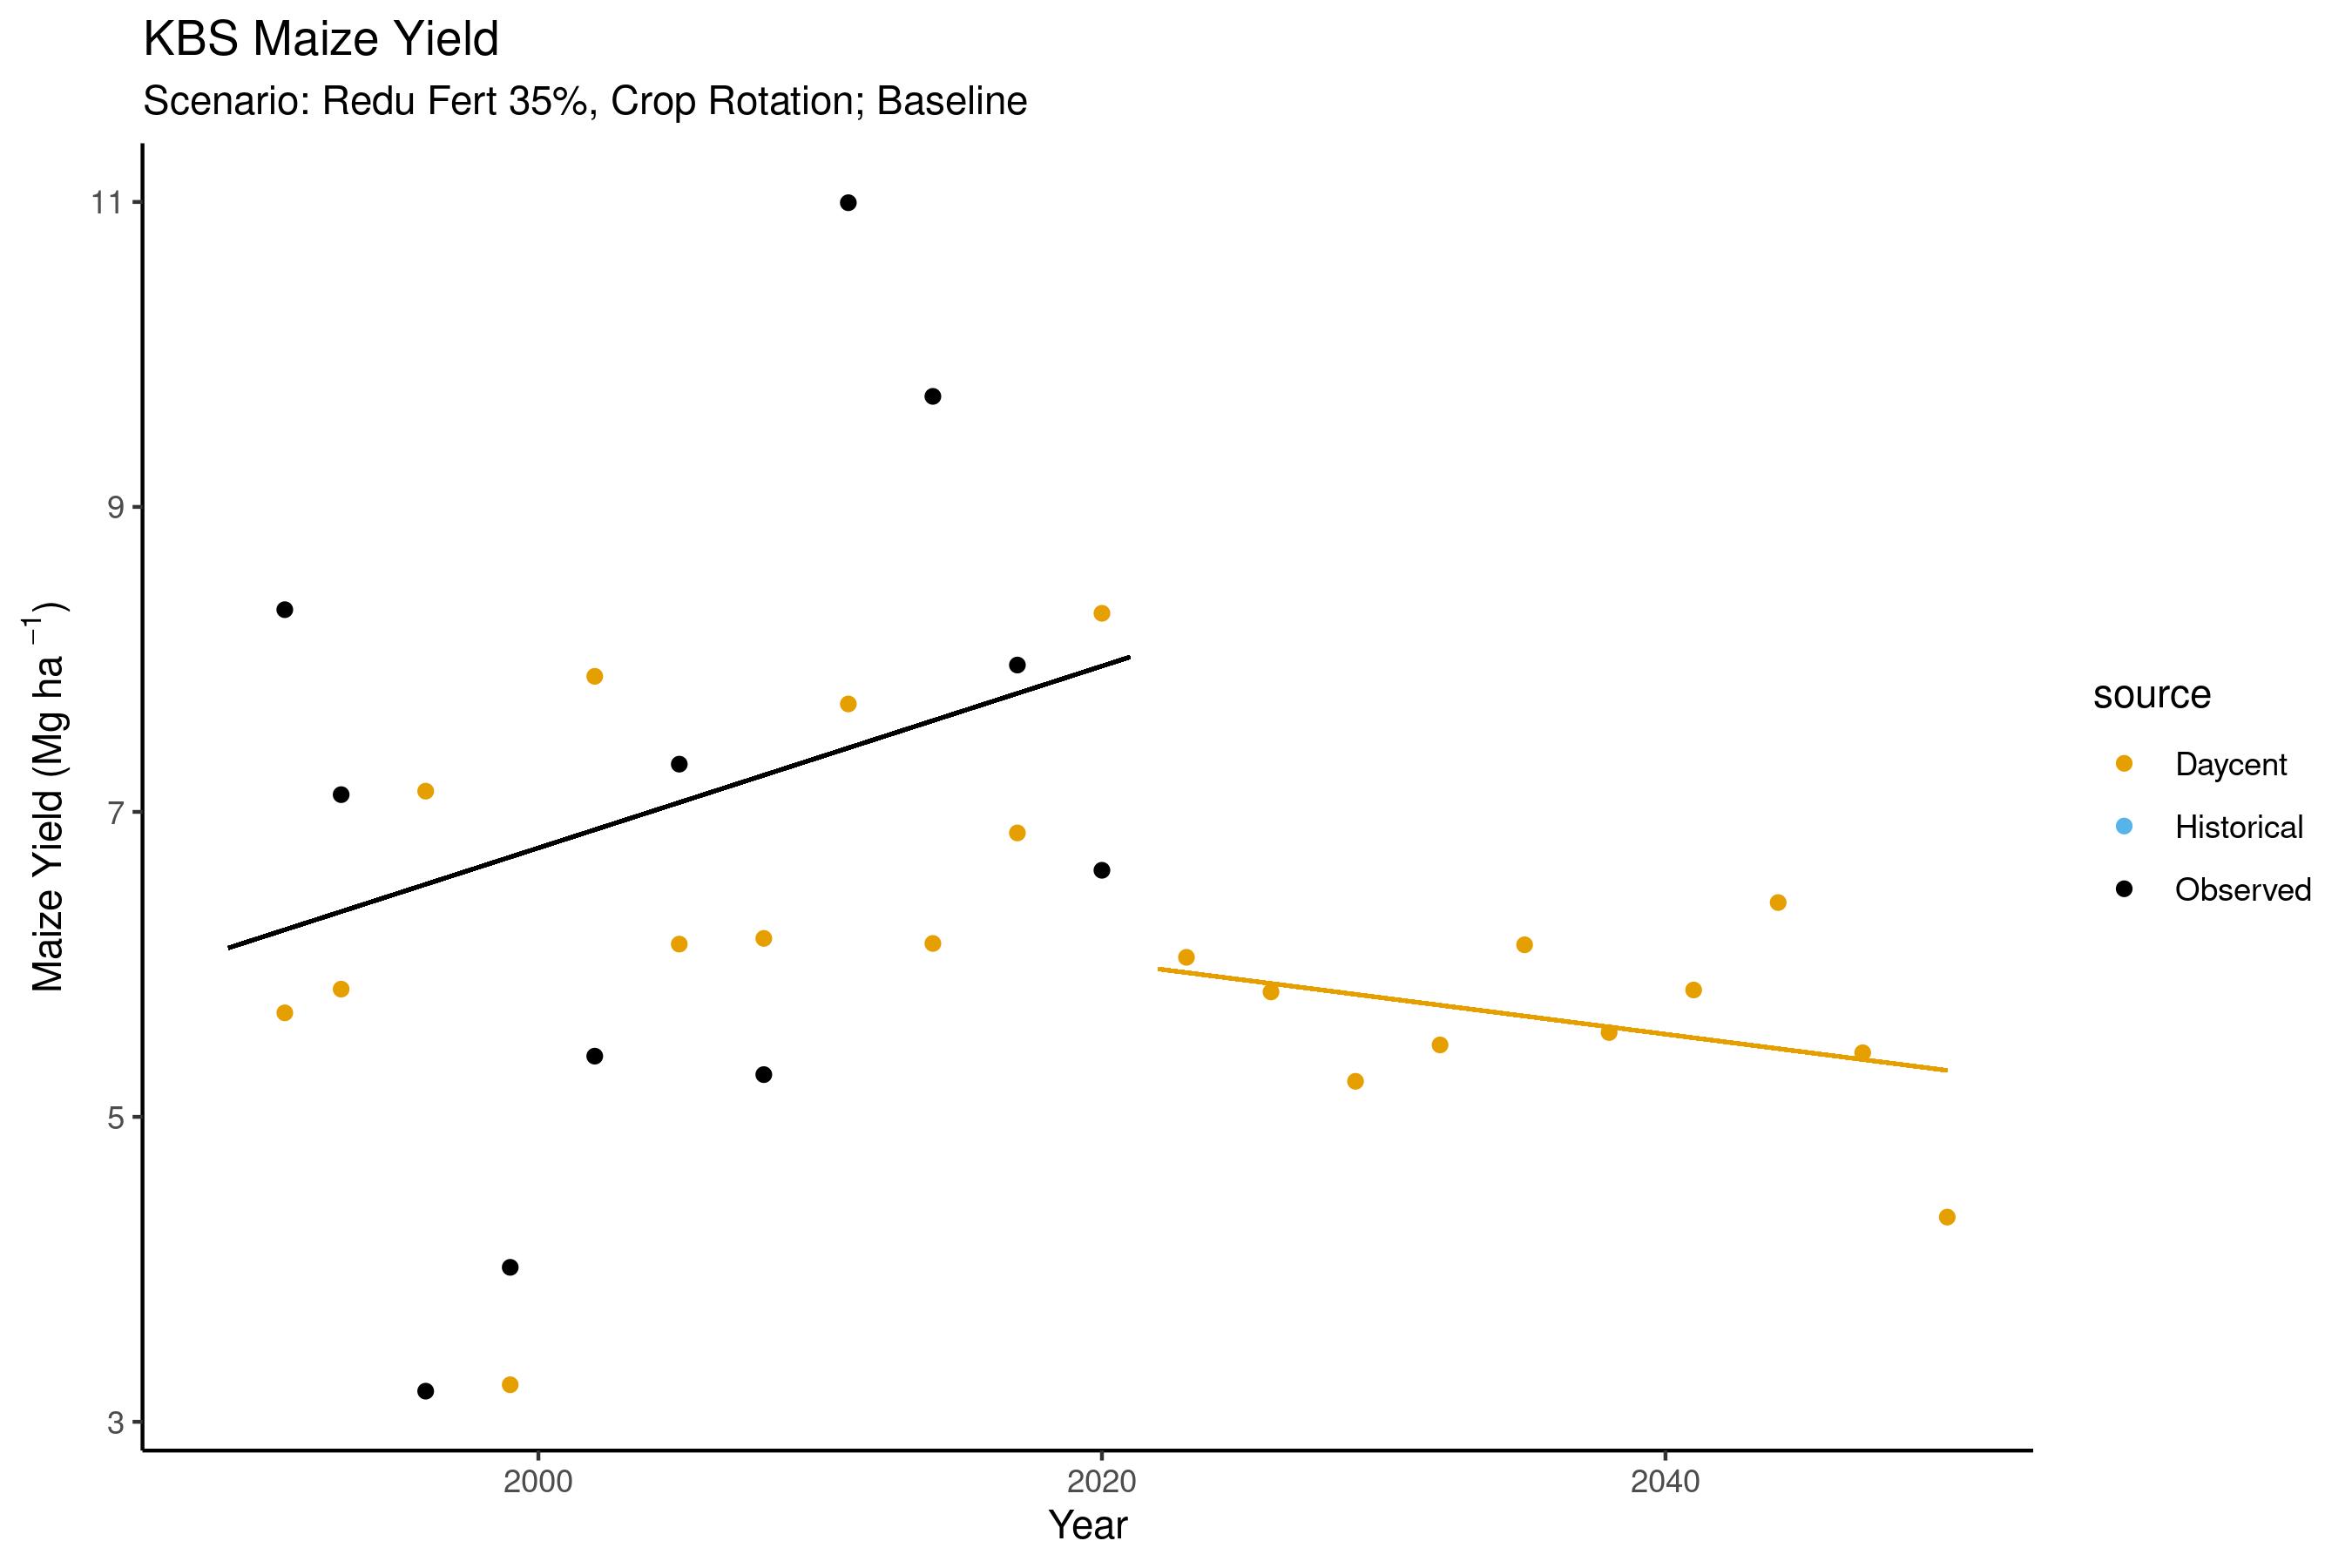 KBS Maize Yield
Scenario: Redu Fert 35%, Crop Rotation; Baseline
Maize Yield (Mg ha⁻¹)
11
9
7
5
3
2000
2020
2040
Year
source
Daycent
Historical
Observed